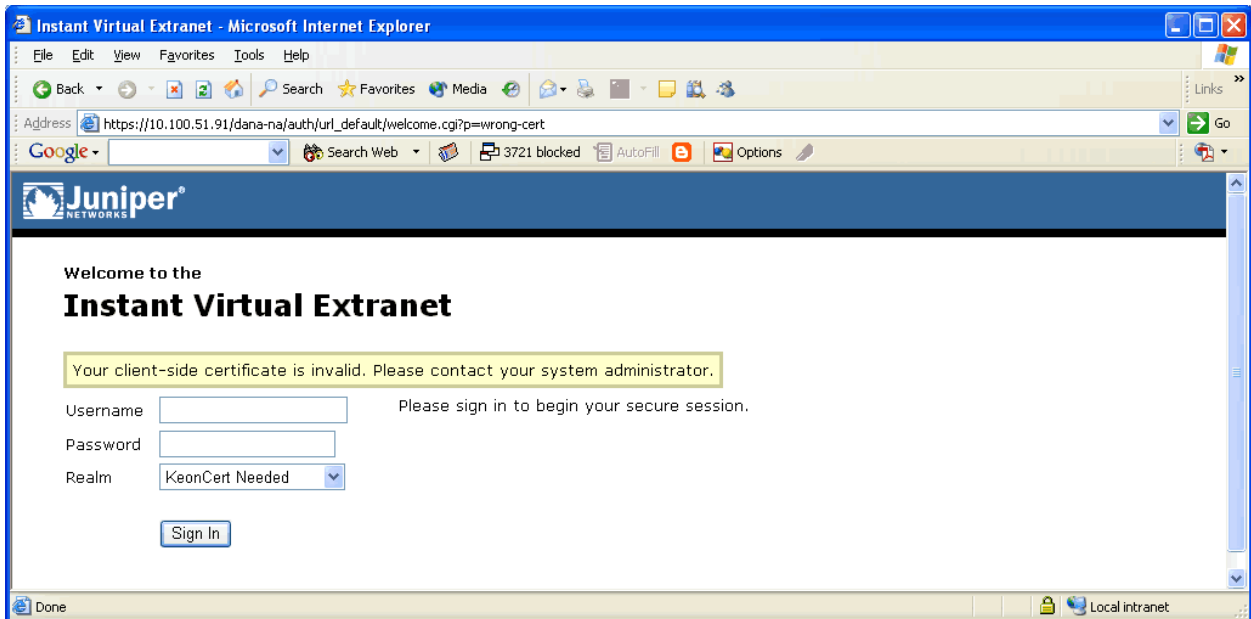 Instant Virtual Extranet - Microsoft Internet Explorer
File Edit View Favorites Tools Help
Back Search Favorites Media Links »
Address https://10.100.51.91/dana-na/auth/url_default/welcome.cgi?p=wrong-cert Go
Google Search Web 3721 blocked AutoFill Options
Juniper®
NETWORKS
Welcome to the
Instant Virtual Extranet
Your client-side certificate is invalid. Please contact your system administrator.
Username Please sign in to begin your secure session.
Password
Realm KeonCert Needed
Sign In
Done Local intranet